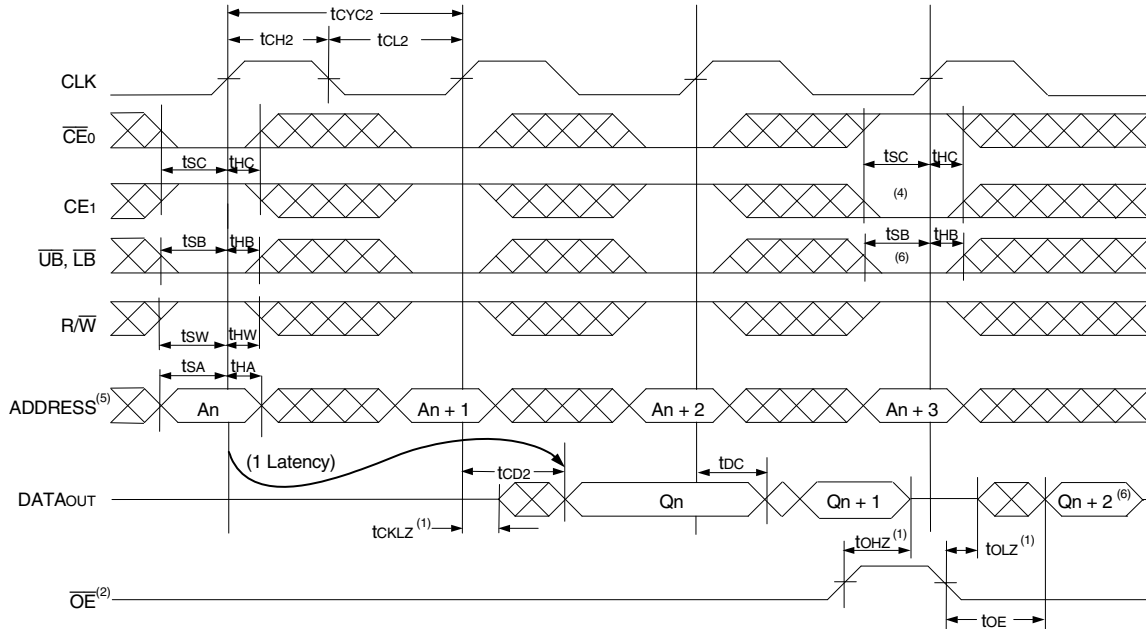 tCYC2
tCH2 tCL2
CLK
CE0
tSC tHC tSC tHC
CE1 (4)
tSB tHB tSB tHB
UB, LB (6)
R/W
tSW tHW
tSA tHA
ADDRESS(5) An An + 1 An + 2 An + 3
(1 Latency) tCD2 tDC
DATAOUT Qn Qn + 1 Qn + 2 (6)
tCKLZ (1) tOHZ (1) tOLZ (1)
OE(2)
tOE